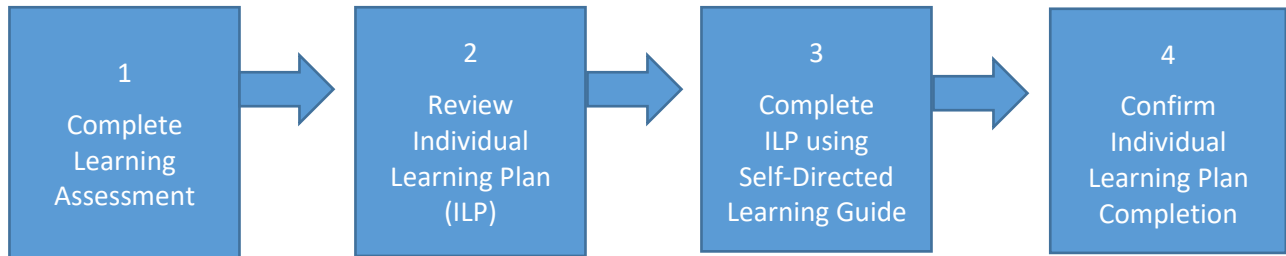 1
Complete
Learning
Assessment
2
Review
Individual
Learning Plan
(ILP)
3
Complete
ILP using
Self-Directed
Learning Guide
4
Confirm
Individual
Learning Plan
Completion